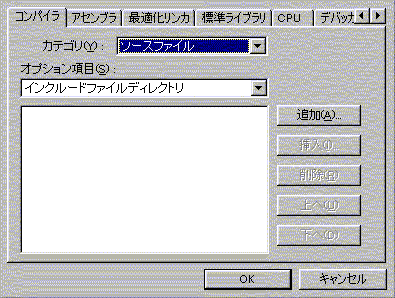 コンパイラ アセンブラ 最適化リンカ 標準ライブラリ CPU デバッガ
カテゴリ(Y) : ソースファイル
オプション項目(S) :
インクルードファイルディレクトリ
追加(A)...
挿入(I)...
削除(R)
上へ(U)
下へ(D)
OK キャンセル